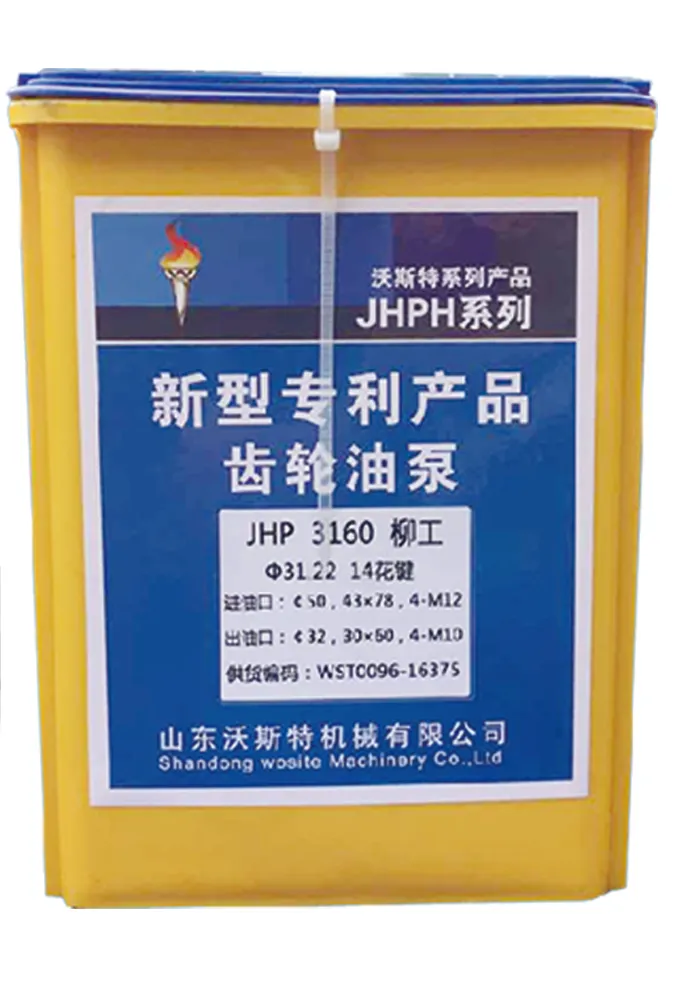 沃斯特系列产品
JHPH系列
新型专利产品
齿轮油泵
JHP 3160 柳工
Φ31.22 14花键
进油口：¢50，43×78，4-M12
出油口：¢32，30×60，4-M10
供货编码：WST0096-16375
山东沃斯特机械有限公司
Shandong wosite Machinery Co.,Ltd